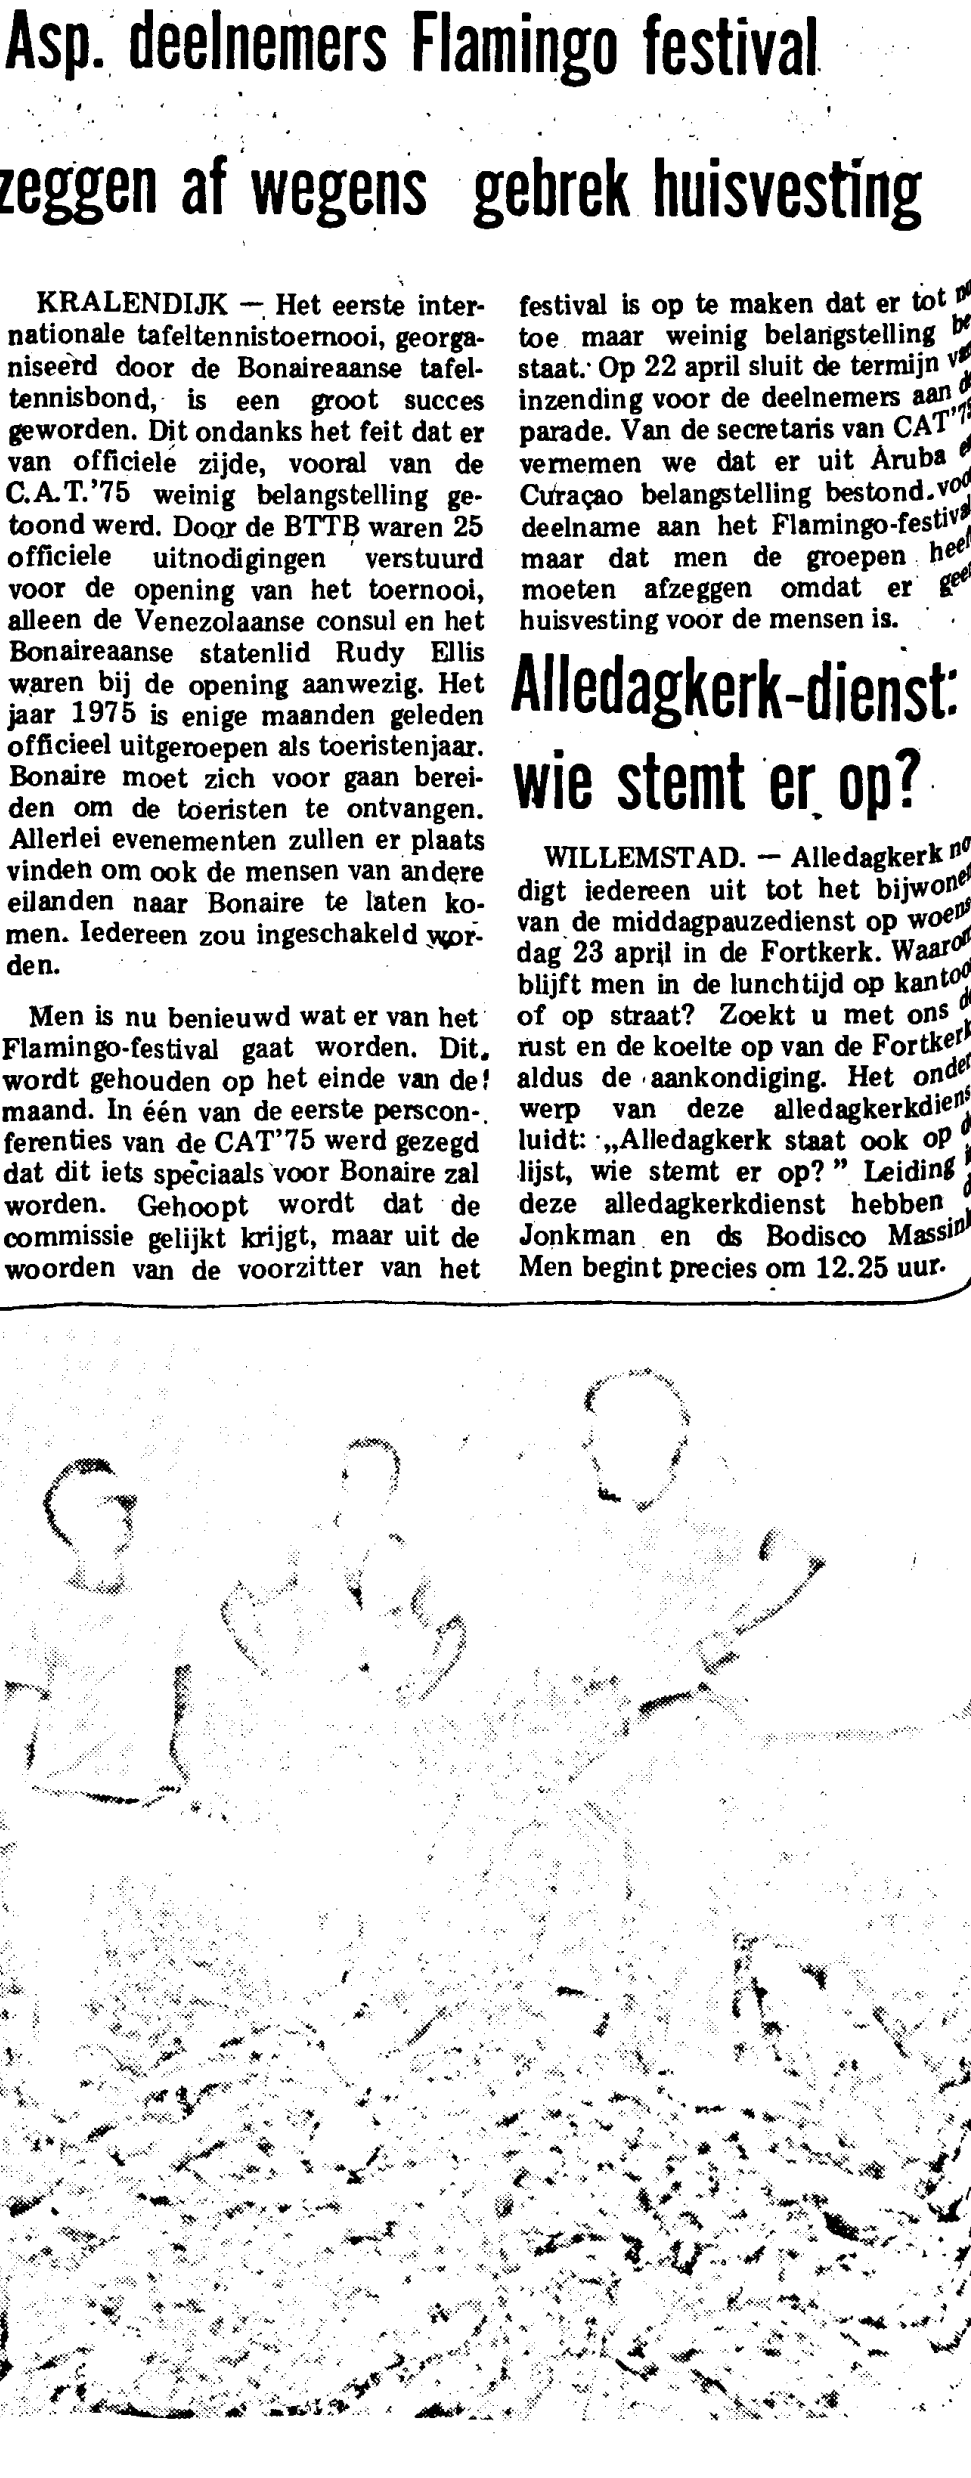 Asp. deelnemers Flamingo festival
zeggen af wegens gebrek huisvesting
KRALENDIJK — Het eerste inter-
nationale tafeltennistoernooi, georga-
niseerd door de Bonaireaanse tafel-
tennisbond, is een groot succes
geworden. Dit ondanks het feit dat er
van officiele zijde, vooral van de
C.A.T.'75 weinig belangstelling ge-
toond werd. Door de BTTB waren 25
officiele uitnodigingen verstuurd
voor de opening van het toernooi,
alleen de Venezolaanse consul en het
Bonaireaanse statenlid Rudy Ellis
waren bij de opening aanwezig. Het
jaar 1975 is enige maanden geleden
officieel uitgeroepen als toeristenjaar.
Bonaire moet zich voor gaan berei-
den om de toeristen te ontvangen.
Allerlei evenementen zullen er plaats
vinden om ook de mensen van andere
eilanden naar Bonaire te laten ko-
men. Iedereen zou ingeschakeld wor-
den.
Men is nu benieuwd wat er van het
Flamingo-festival gaat worden. Dit
wordt gehouden op het einde van de
maand. In één van de eerste perscon-
ferenties van de CAT'75 werd gezegd
dat dit iets speciaals voor Bonaire zal
worden. Gehoopt wordt dat de
commissie gelijkt krijgt, maar uit de
woorden van de voorzitter van het
festival is op te maken dat er tot
toe maar weinig belangstelling be
staat. Op 22 april sluit de termijn
inzending voor de deelnemers aan
parade. Van de secretaris van CAT'75
vernemen we dat er uit Aruba
Curaçao belangstelling bestond voo
deelname aan het Flamingo-festiva
maar dat men de groepen heef
moeten afzeggen omdat er geen
huisvesting voor de mensen is.
Alledagkerk-dienst:
wie stemt er op?
WILLEMSTAD. — Alledagkerk no
digt iedereen uit tot het bijwonen
van de middagpauzedienst op woens
dag 23 april in de Fortkerk. Waarom
blijft men in de lunchtijd op kantoo
of op straat? Zoekt u met ons
rust en de koelte op van de Fortkerk
aldus de aankondiging. Het onder
werp van deze alledagkerkdiens
luidt: „Alledagkerk staat ook op
lijst, wie stemt er op?” Leiding
deze alledagkerkdienst hebben
Jonkman en ds Bodisco Massink
Men begint precies om 12.25 uur.